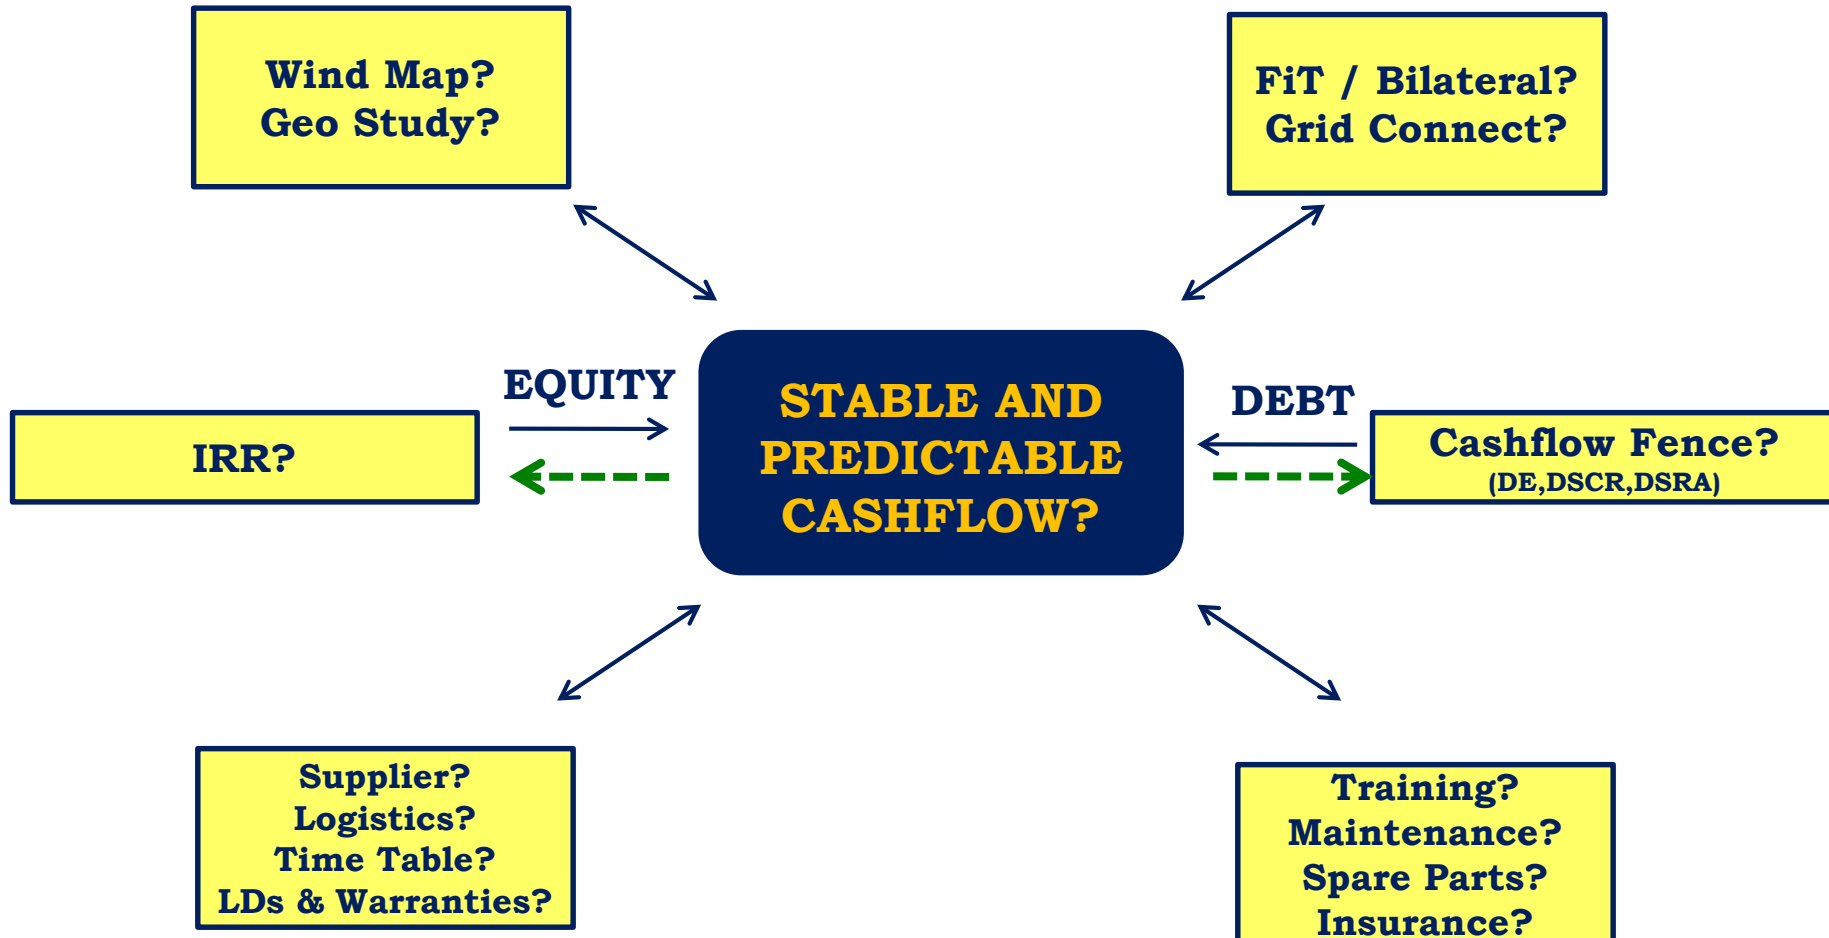 Wind Map?
Geo Study?
FiT / Bilateral?
Grid Connect?
EQUITY
IRR?
STABLE AND
PREDICTABLE
CASHFLOW?
DEBT
Cashflow Fence?
(DE,DSCR,DSRA)
Supplier?
Logistics?
Time Table?
LDs & Warranties?
Training?
Maintenance?
Spare Parts?
Insurance?